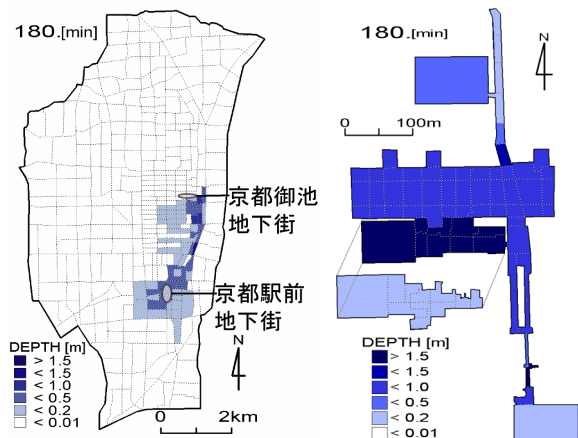 180.[min]
京都御池
地下街
京都駅前
地下街
DEPTH [m]
> 1.5
< 1.5
< 1.0
< 0.5
< 0.2
< 0.01
N
0 2km
180.[min]
N
0 100m
DEPTH [m]
> 1.5
< 1.5
< 1.0
< 0.5
< 0.2
< 0.01